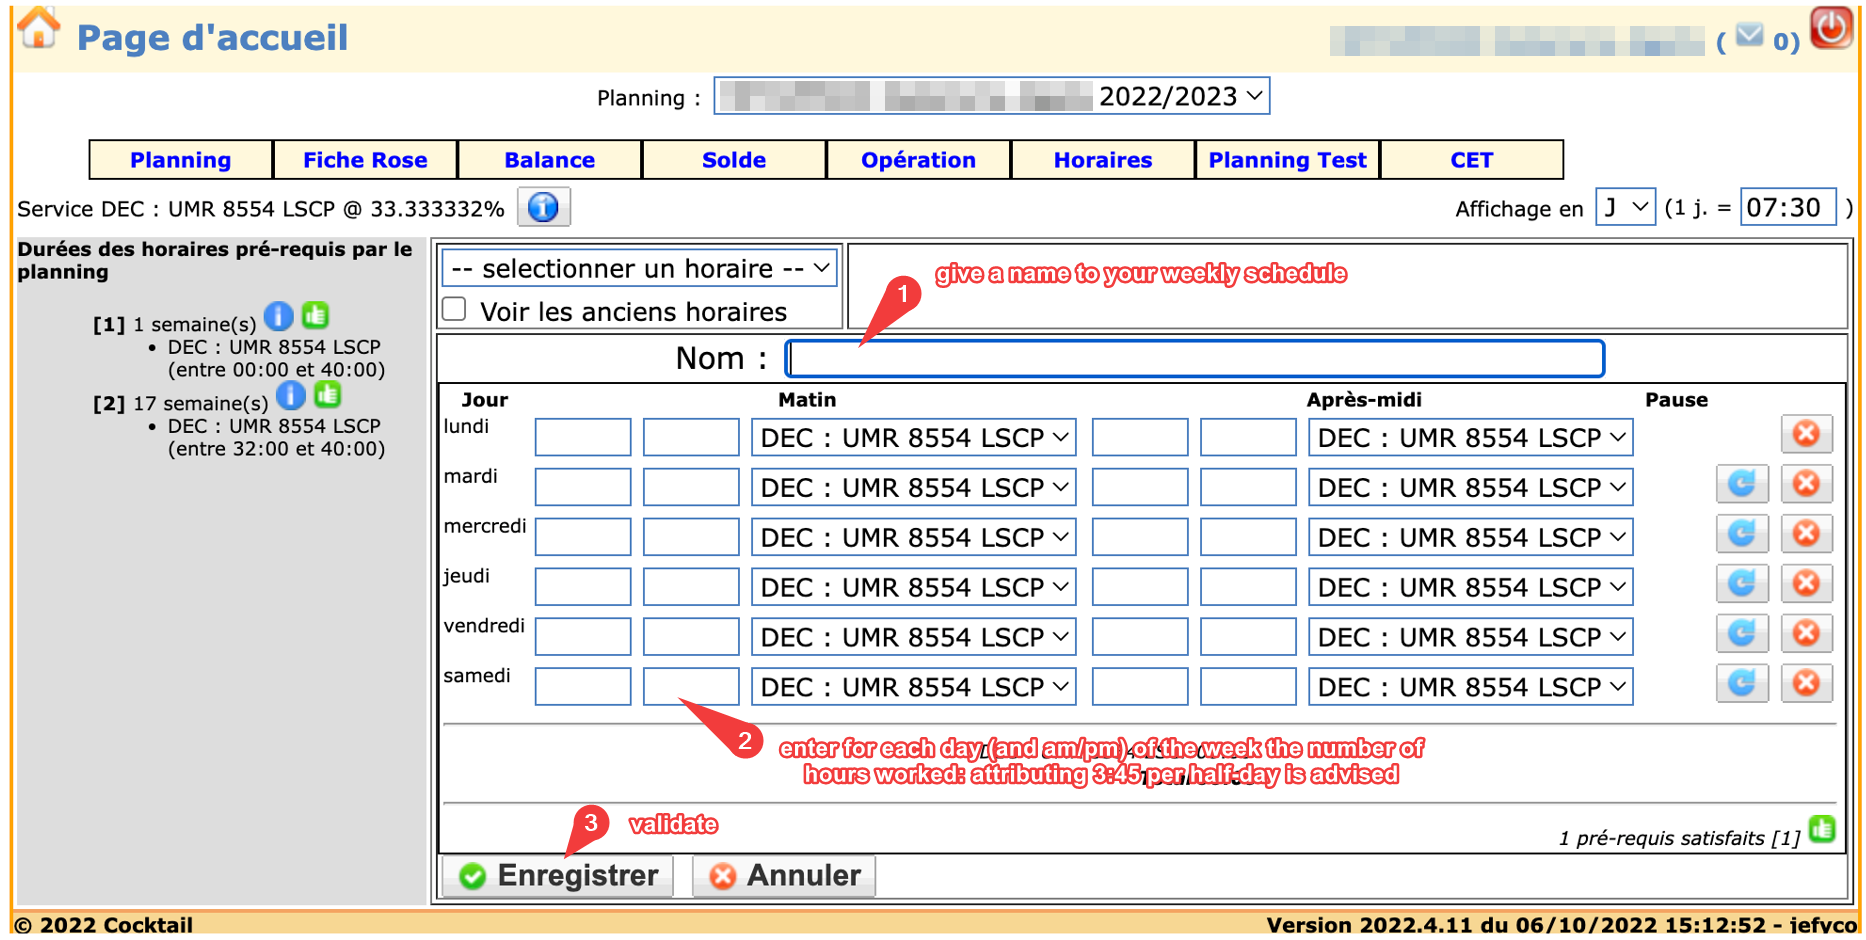 Page d'accueil
( 0)
Planning : 2022/2023
Planning Fiche Rose Balance Solde Opération Horaires Planning Test CET
Service DEC : UMR 8554 LSCP @ 33.333332%
Affichage en J (1 j. = 07:30 )
Durées des horaires pré-requis par le
planning
[1] 1 semaine(s)
• DEC : UMR 8554 LSCP
(entre 00:00 et 40:00)
[2] 17 semaine(s)
• DEC : UMR 8554 LSCP
(entre 32:00 et 40:00)
-- selectionner un horaire --
Voir les anciens horaires
1 give a name to your weekly schedule
Nom :
Jour Matin Après-midi Pause
lundi DEC : UMR 8554 LSCP DEC : UMR 8554 LSCP
mardi DEC : UMR 8554 LSCP DEC : UMR 8554 LSCP
mercredi DEC : UMR 8554 LSCP DEC : UMR 8554 LSCP
jeudi DEC : UMR 8554 LSCP DEC : UMR 8554 LSCP
vendredi DEC : UMR 8554 LSCP DEC : UMR 8554 LSCP
samedi DEC : UMR 8554 LSCP DEC : UMR 8554 LSCP
2 enter for each day (and am/pm) of the week the number of
hours worked: attributing 3:45 per half-day is advised
3 validate
1 pré-requis satisfaits [1]
Enregistrer Annuler
© 2022 Cocktail
Version 2022.4.11 du 06/10/2022 15:12:52 - jefyco